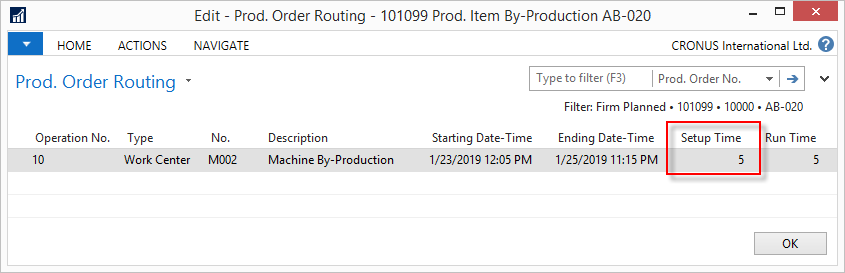 Edit - Prod. Order Routing - 101099 Prod. Item By-Production AB-020
HOME ACTIONS NAVIGATE CRONUS International Ltd. ?
Prod. Order Routing Type to filter (F3) Prod. Order No.
Filter: Firm Planned • 101099 • 10000 • AB-020
Operation No. Type No. Description Starting Date-Time Ending Date-Time Setup Time Run Time
10 Work Center M002 Machine By-Production 1/23/2019 12:05 PM 1/25/2019 11:15 PM 5 5
OK